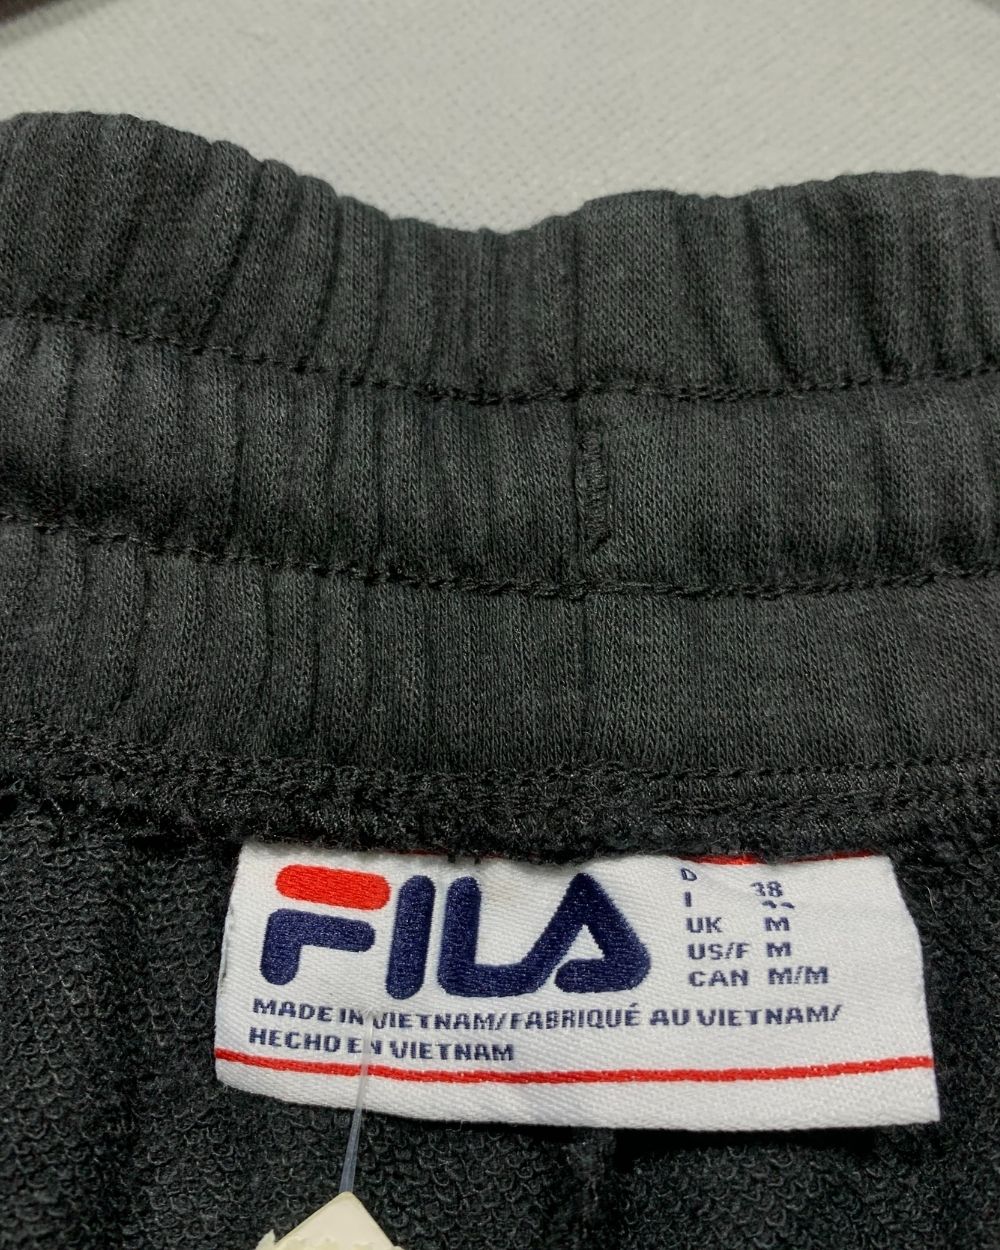 FILA
D 38
I
UK M
US/F M
CAN M/M
MADE IN VIETNAM/FABRIQUÉ AU VIETNAM/
HECHO EN VIETNAM